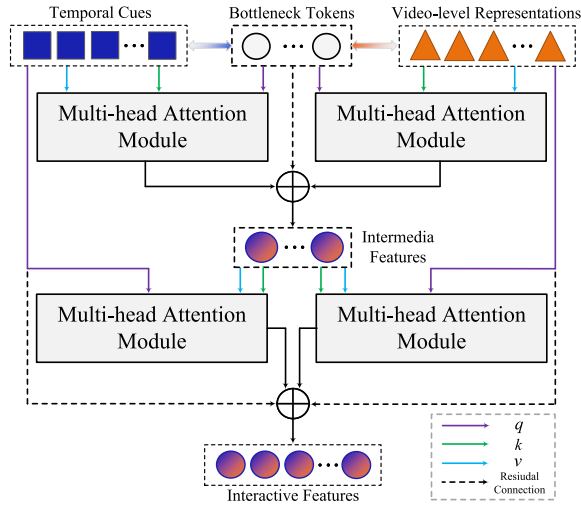 Temporal Cues
Bottleneck Tokens
Video-level Representations
Multi-head Attention
Module
Multi-head Attention
Module
Intermedia
Features
Multi-head Attention
Module
Multi-head Attention
Module
q
k
v
Resiudal
Connection
Interactive Features